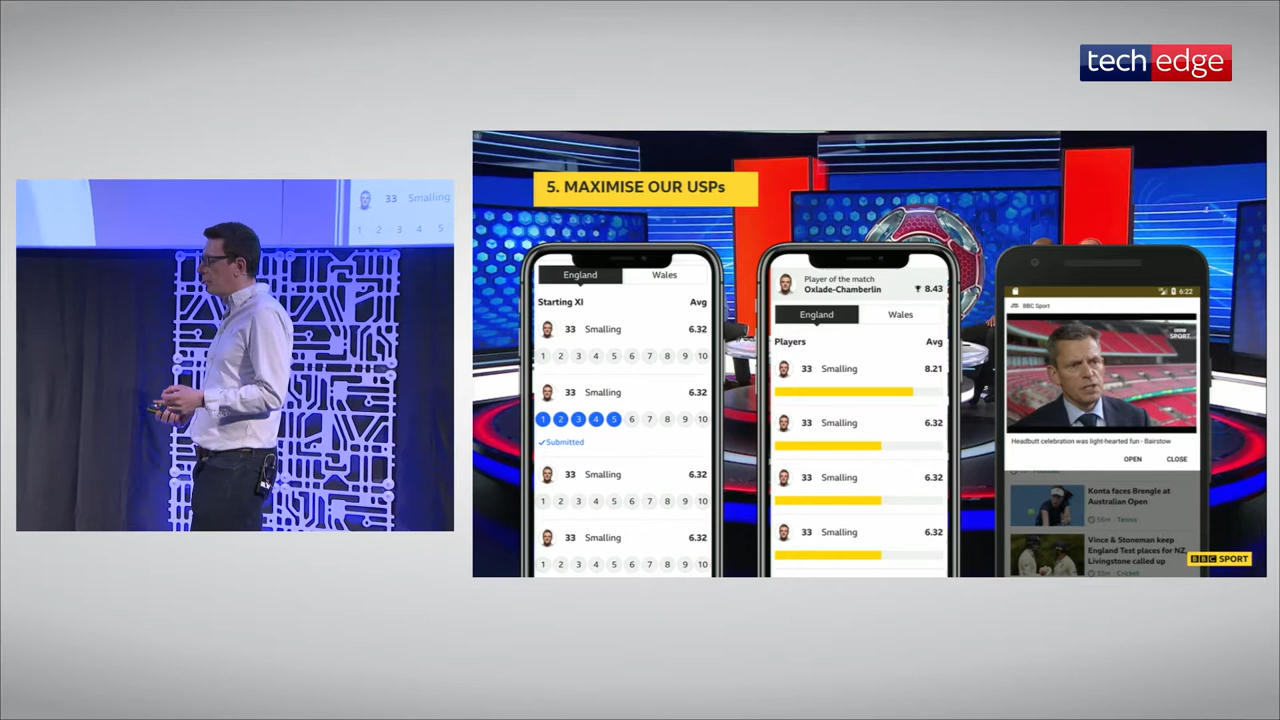 tech edge
33 Smalling
1 2 3 4 5
5. MAXIMISE OUR USPs
England Wales
Starting XI Avg
33 Smalling 6.32
1 2 3 4 5 6 7 8 9 10
33 Smalling 6.32
1 2 3 4 5 6 7 8 9 10
Submitted
33 Smalling 6.32
1 2 3 4 5 6 7 8 9 10
33 Smalling 6.32
1 2 3 4 5 6 7 8 9 10
Player of the match
Oxlade-Chamberlin 8.43
England Wales
Players Avg
33 Smalling 8.21
33 Smalling 6.32
33 Smalling 6.32
33 Smalling 6.32
6:22
BBC Sport
BBC
SPORT
Headbutt celebration was light-hearted fun - Bairstow
OPEN CLOSE
Konta faces Brengle at
Australian Open
56m Tennis
Vince & Stoneman keep
England Test places for NZ,
Livingstone called up
Cricket
BBC SPORT